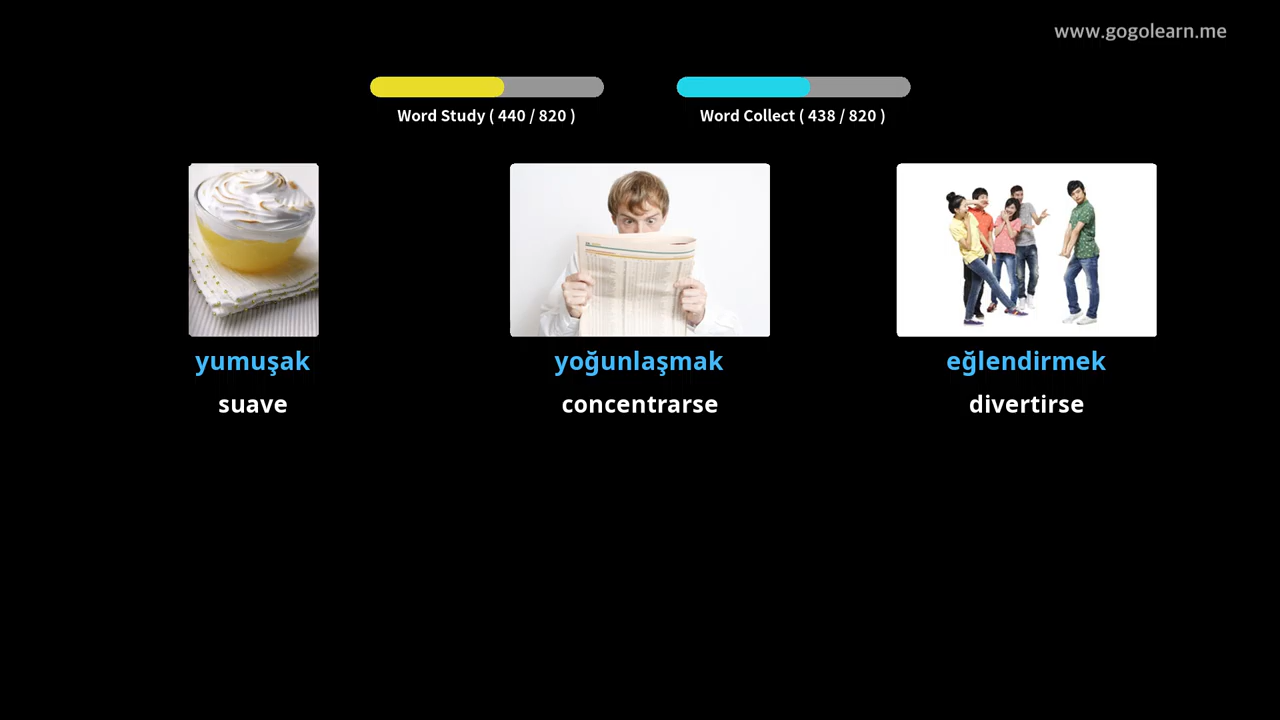 www.gogolearn.me
Word Study ( 440 / 820 )
Word Collect ( 438 / 820 )
yumuşak
suave
yoğunlaşmak
concentrarse
eğlendirmek
divertirse